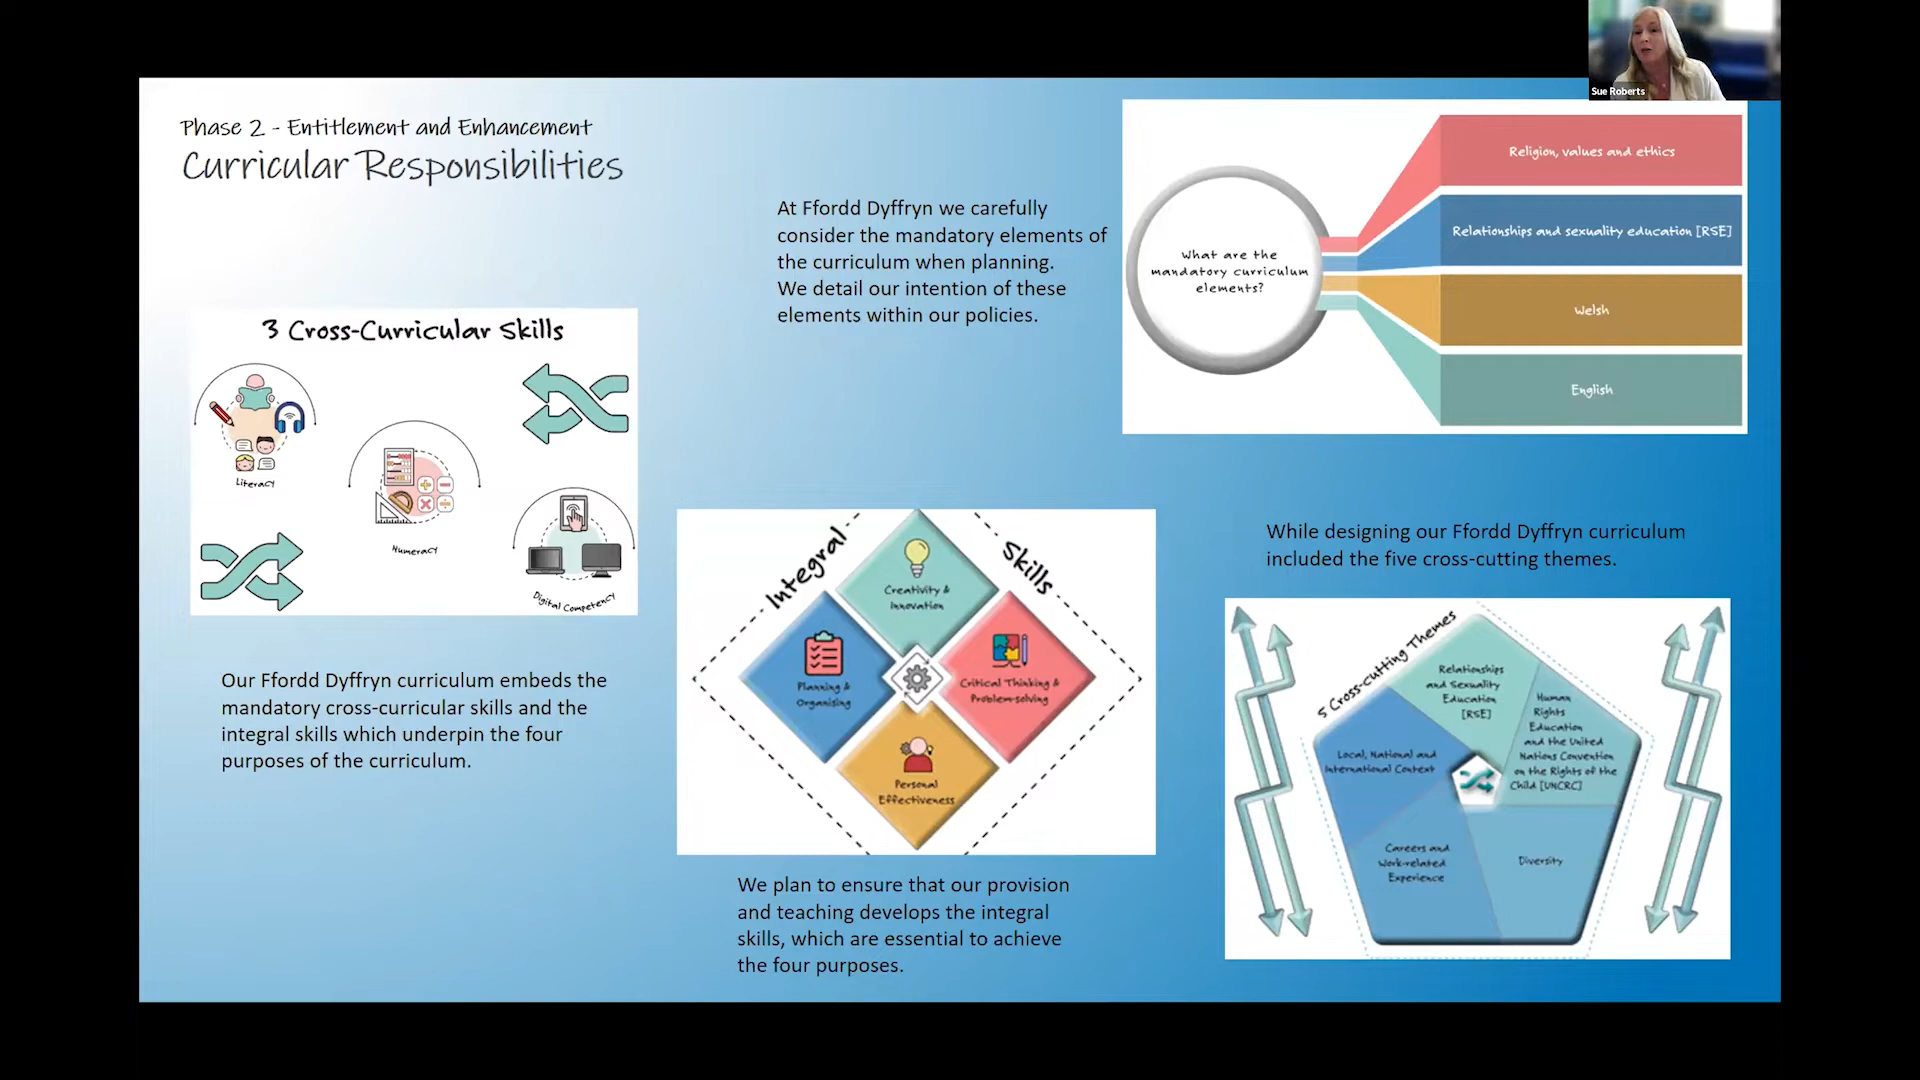 Sue Roberts
Phase 2 - Entitlement and Enhancement
Curricular Responsibilities
At Ffordd Dyffryn we carefully
consider the mandatory elements of
the curriculum when planning.
We detail our intention of these
elements within our policies.
What are the
mandatory curriculum
elements?
Religion, values and ethics
Relationships and sexuality education [RSE]
Welsh
English
3 Cross-Curricular Skills
Literacy
Numeracy
Digital Competency
Our Ffordd Dyffryn curriculum embeds the
mandatory cross-curricular skills and the
integral skills which underpin the four
purposes of the curriculum.
Integral
Skills
Creativity &
Innovation
Planning &
Organising
Critical Thinking &
Problem-solving
Personal
Effectiveness
We plan to ensure that our provision
and teaching develops the integral
skills, which are essential to achieve
the four purposes.
While designing our Ffordd Dyffryn curriculum
included the five cross-cutting themes.
5 Cross-cutting Themes
Relationships
and Sexuality
Education
[RSE]
Human
Rights
Education
and the United
Nations Convention
on the Rights of the
Child [UNCRC]
Local, National and
International Context
Careers and
Work-related
Experience
Diversity